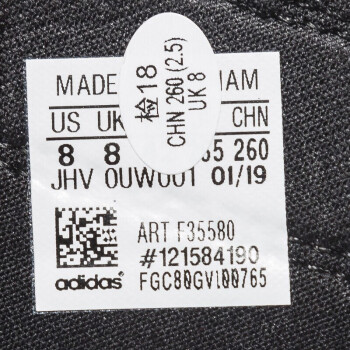 检18
CHN 260 (2.5)
UK 8
MADE
NAM
US UK CHN
8 8 260
JHV 0UW001 01/19
ART F35580
#121584190
adidas
FGC80GV100765